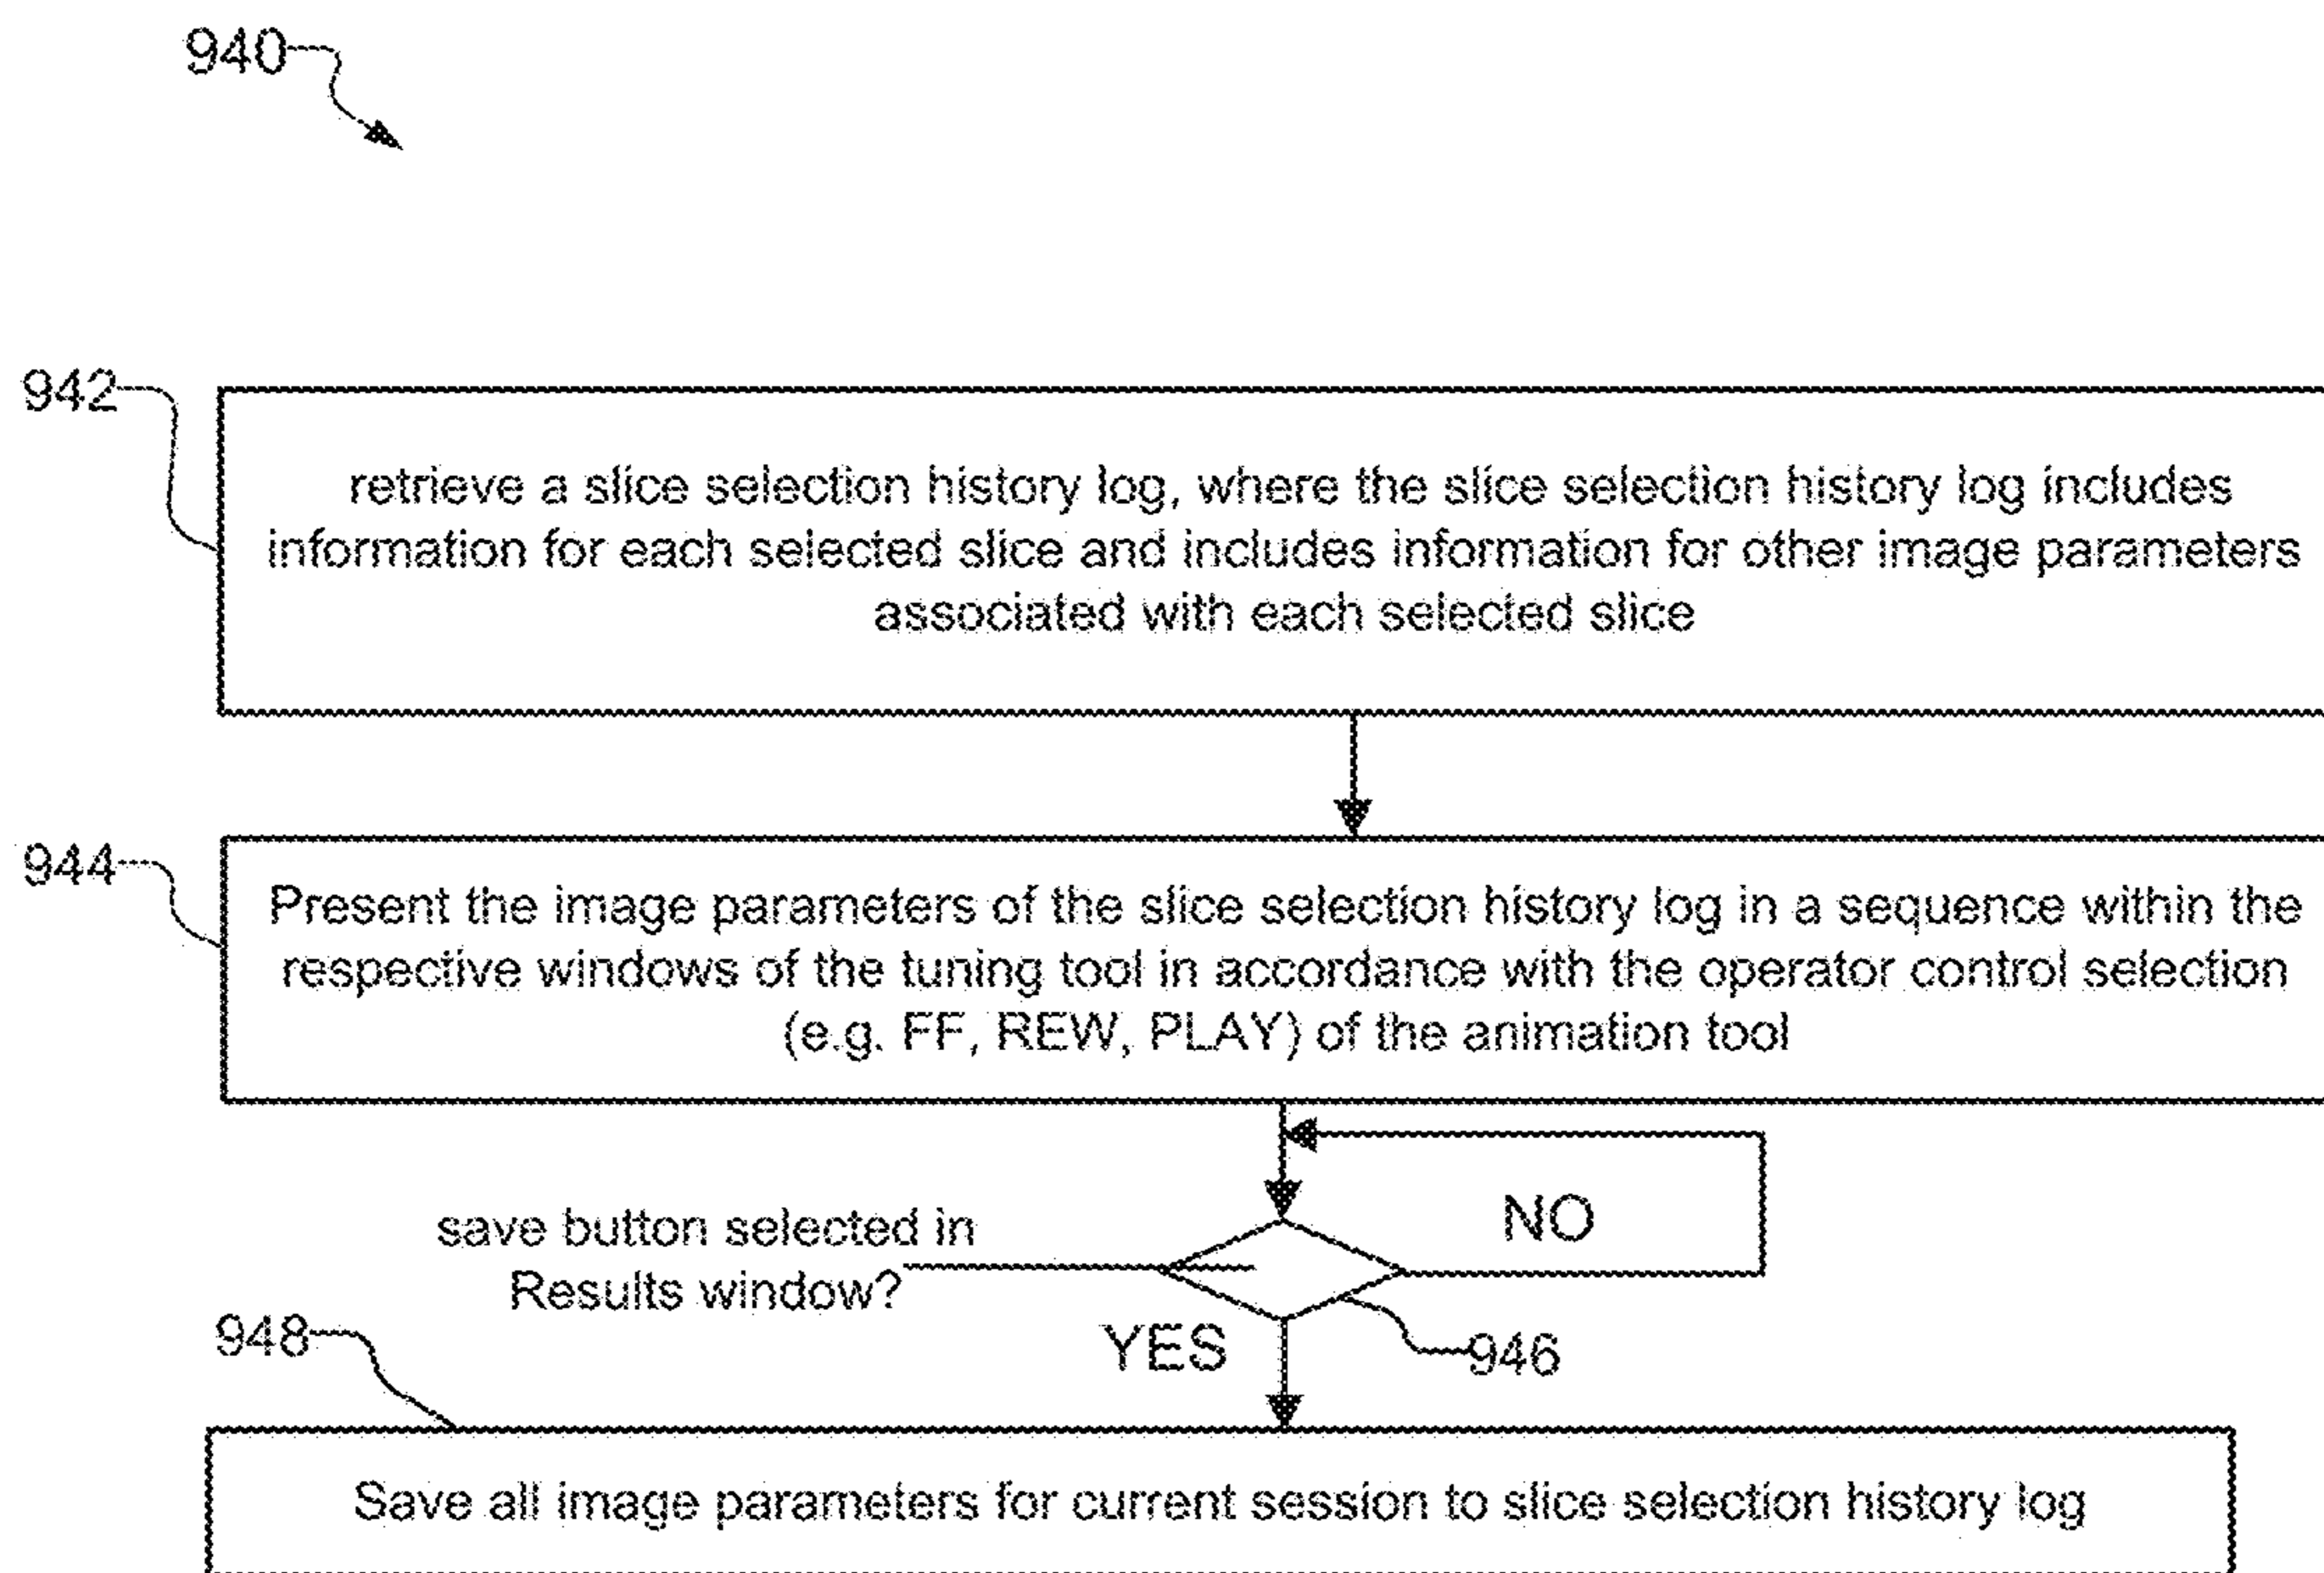 940
942
retrieve a slice selection history log, where the slice selection history log includes
information for each selected slice and includes information for other image parameters
associated with each selected slice
944
Present the image parameters of the slice selection history log in a sequence within the
respective windows of the tuning tool in accordance with the operator control selection
(e.g. FF, REW, PLAY) of the animation tool
save button selected in
Results window?
NO
YES
946
948
Save all image parameters for current session to slice selection history log